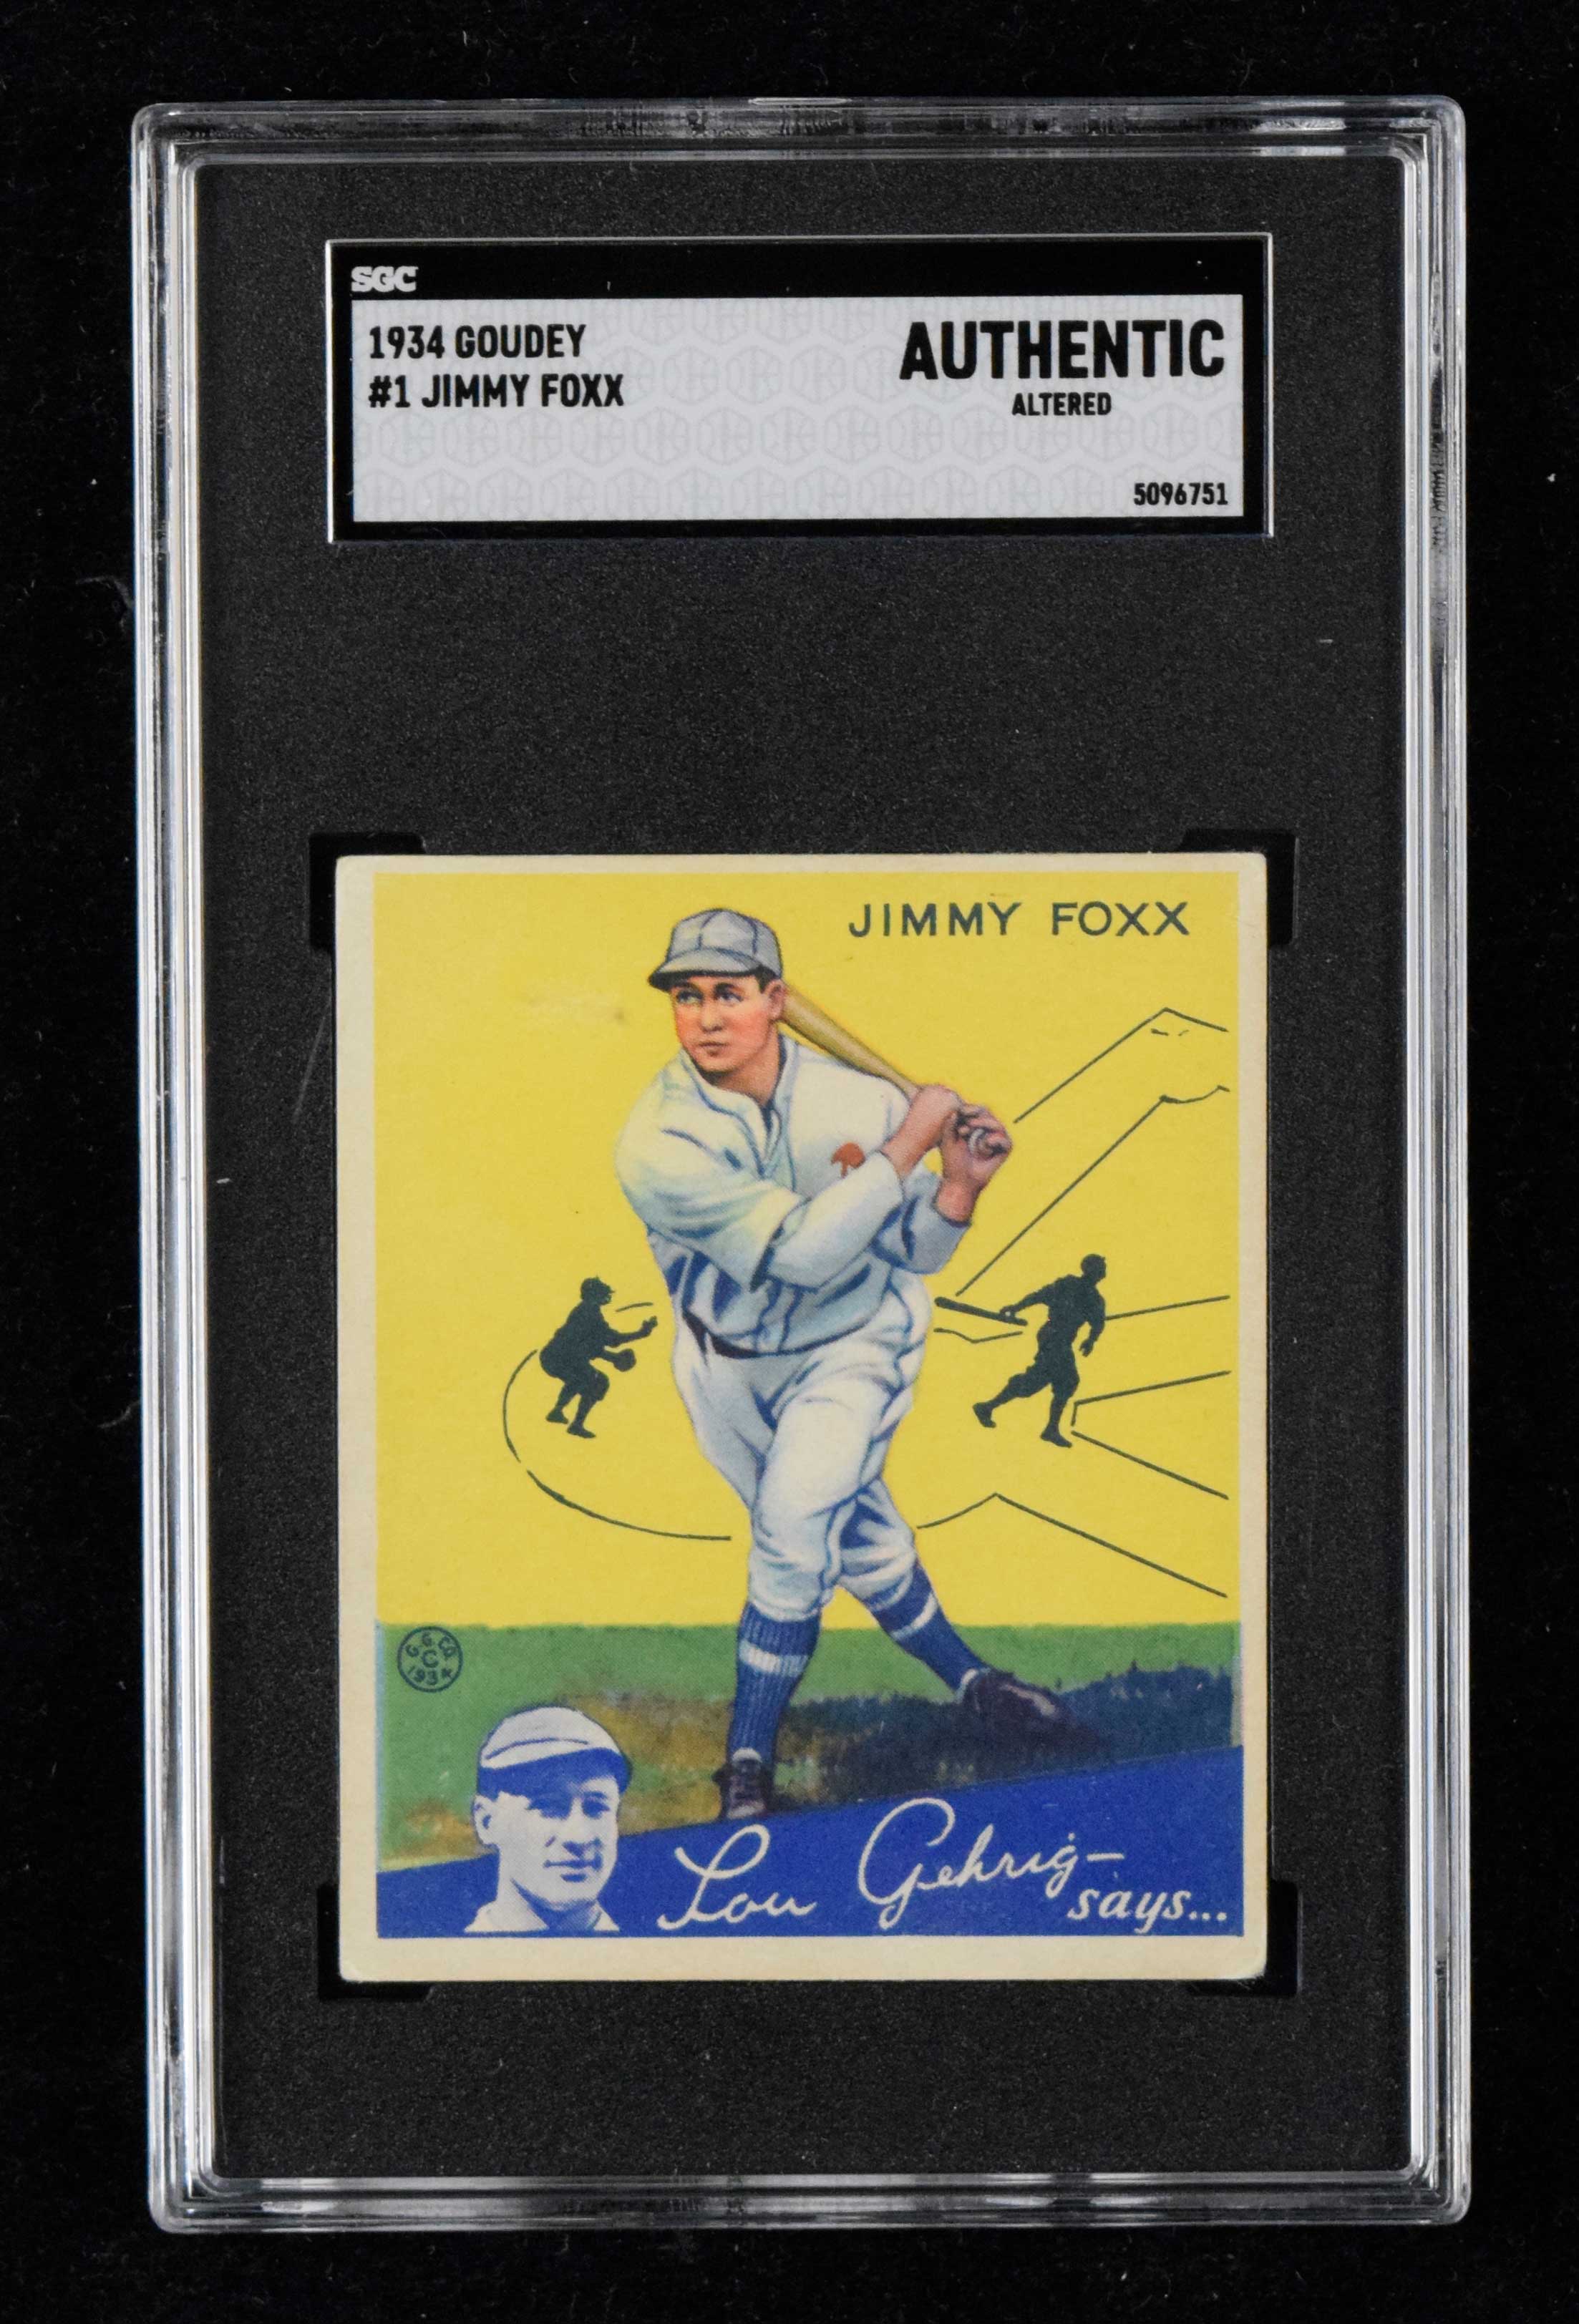 SGC
1934 GOUDEY
#1 JIMMY FOXX
AUTHENTIC
ALTERED
5096751
JIMMY FOXX
G.G.CO.
C
1934
Lou Gehrig-
says...